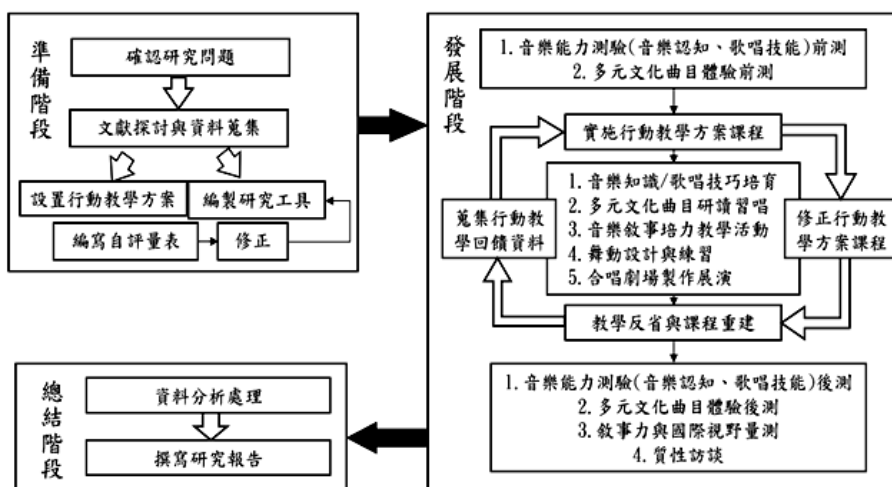 準備階段
確認研究問題
文獻探討與資料蒐集
設置行動教學方案
編製研究工具
編寫自評量表
修正
發展階段
1. 音樂能力測驗(音樂認知、歌唱技能)前測
2. 多元文化曲目體驗前測
實施行動教學方案課程
1. 音樂知識/歌唱技巧培育
2. 多元文化曲目研讀習唱
3. 音樂敘事培力教學活動
4. 舞動設計與練習
5. 合唱劇場製作展演
蒐集行動教
學回饋資料
修正行動教
學方案課程
教學反省與課程重建
1. 音樂能力測驗(音樂認知、歌唱技能)後測
2. 多元文化曲目體驗後測
3. 敘事力與國際視野量測
4. 質性訪談
總結階段
資料分析處理
撰寫研究報告